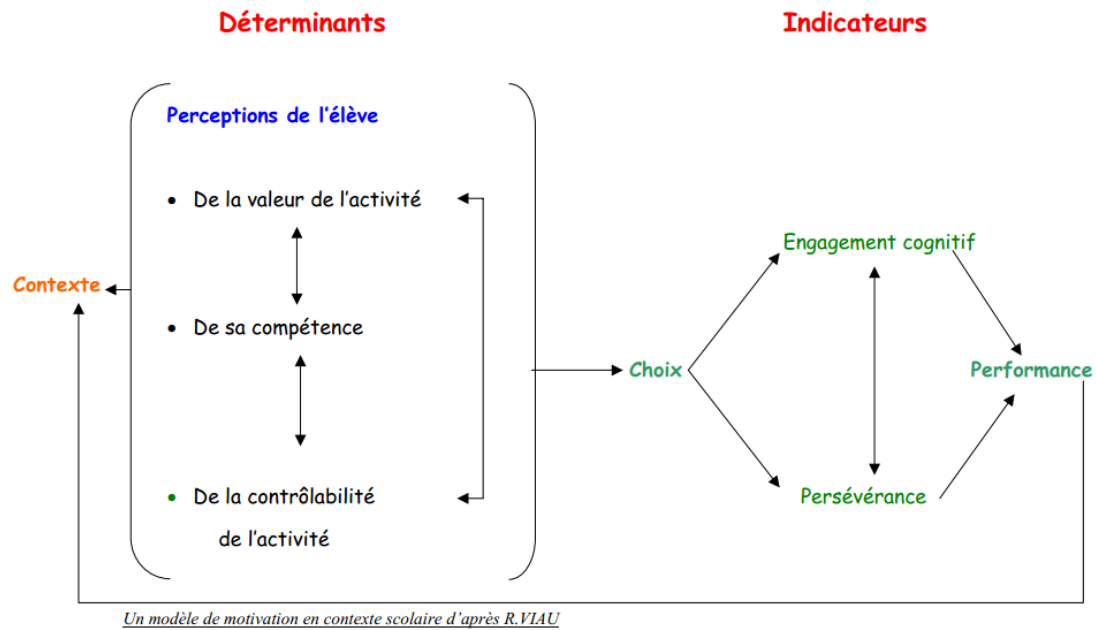 Déterminants
Indicateurs
Perceptions de l'élève
• De la valeur de l'activité
Engagement cognitif
Contexte
• De sa compétence
Choix
Performance
• De la contrôlabilité
de l'activité
Persévérance
Un modèle de motivation en contexte scolaire d'après R.VIAU